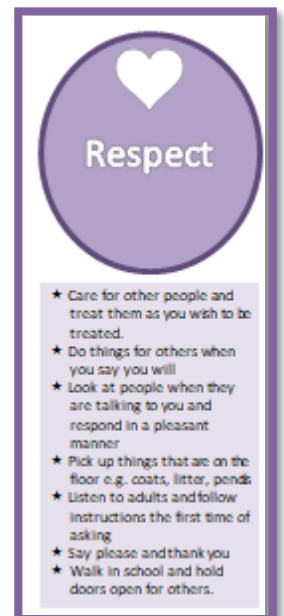 Respect
★ Care for other people and
treat them as you wish to be
treated.
★ Do things for others when
you say you will
★ Look at people when they
are talking to you and
respond in a pleasant
manner
★ Pick up things that are on the
floor e.g. coats, litter, pencils
★ Listen to adults and follow
instructions the first time of
asking
★ Say please and thank you
★ Walk in school and hold
doors open for others.